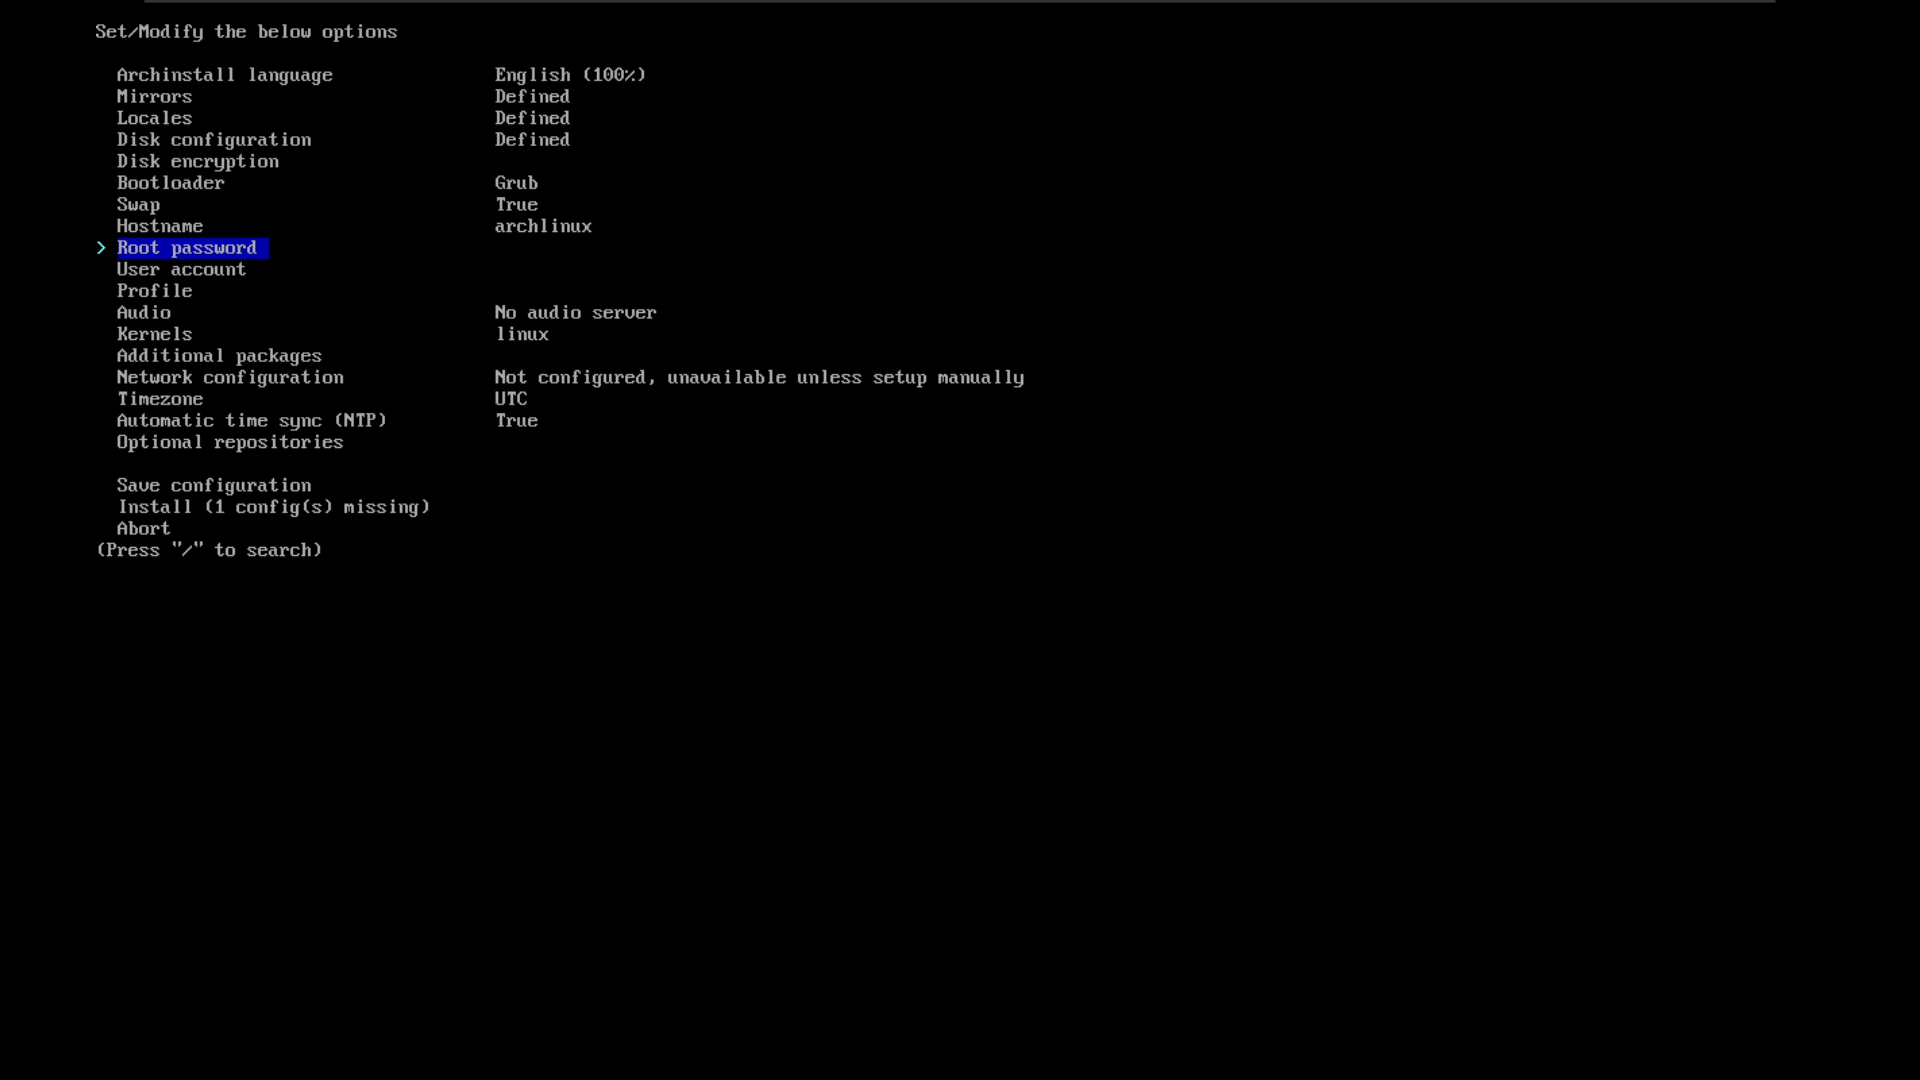 Set/Modify the below options
Archinstall language English (100%)
Mirrors Defined
Locales Defined
Disk configuration Defined
Disk encryption
Bootloader Grub
Swap True
Hostname archlinux
> Root password
User account
Profile
Audio No audio server
Kernels linux
Additional packages
Network configuration Not configured, unavailable unless setup manually
Timezone UTC
Automatic time sync (NTP) True
Optional repositories
Save configuration
Install (1 config(s) missing)
Abort
(Press "/" to search)